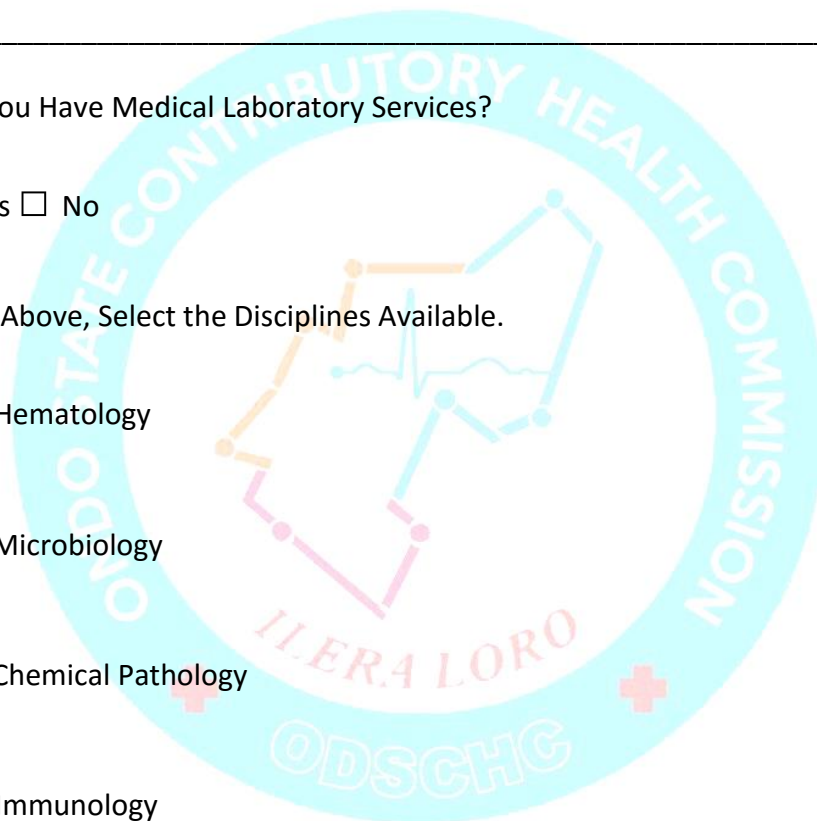 ou Have Medical Laboratory Services?
s ☐ No
Above, Select the Disciplines Available.
Hematology
Microbiology
Chemical Pathology
Immunology
ONDO STATE CONTRIBUTORY HEALTH COMMISSION
ILERA LORO
ODSCHC